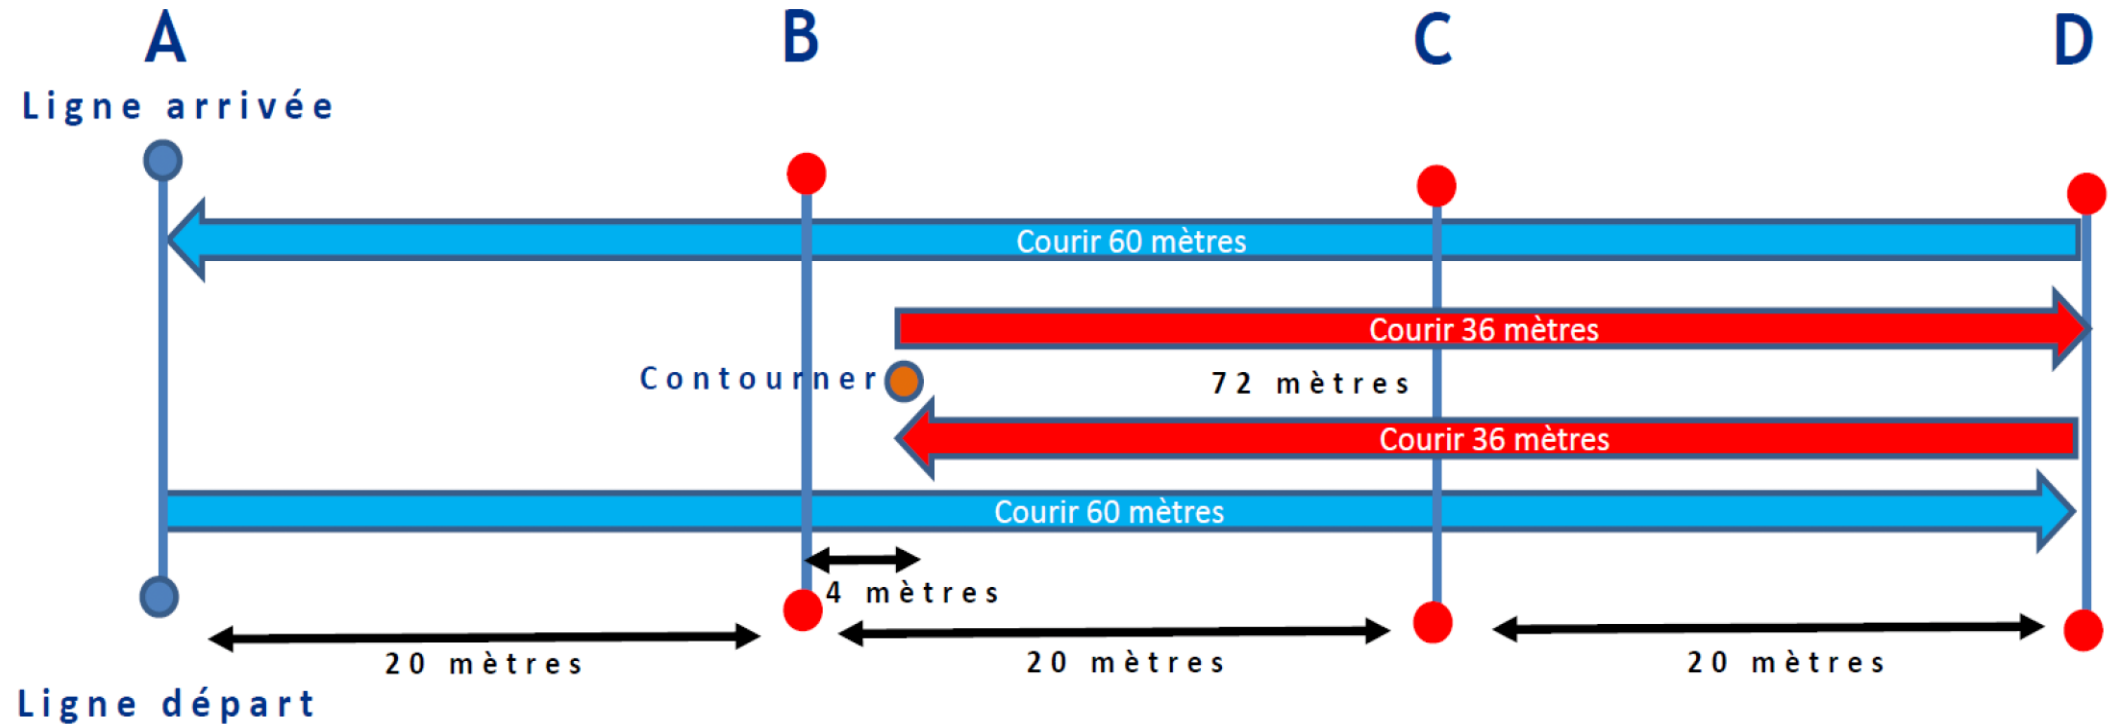 A B C D
Ligne arrivée
Courir 60 mètres
Courir 36 mètres
Contourner
72 mètres
Courir 36 mètres
Courir 60 mètres
4 mètres
20 mètres 20 mètres 20 mètres
Ligne départ